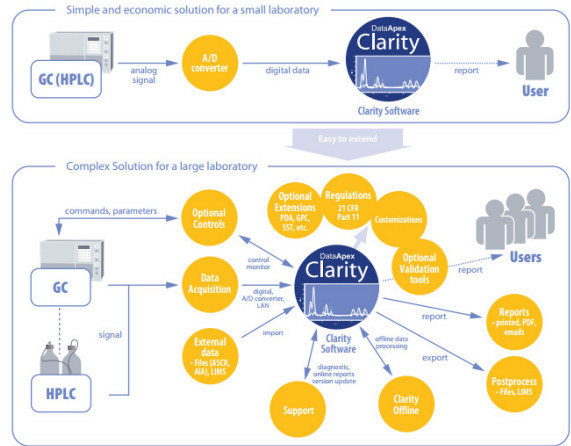 Simple and economic solution for a small laboratory
GC (HPLC)
analog
signal
A/D
converter
digital data
DataApex
Clarity
Clarity Software
report
User
Easy to extend
Complex Solution for a large laboratory
commands, parameters
Optional
Controls
Optional
Extensions
PDA, GPC,
SST, etc.
Regulations
21 CFR
Part 11
Customizations
Optional
Validation
tools
control
monitor
DataApex
Clarity
Clarity
Software
report
Users
GC
Data
Acquisition
digital,
A/D converter,
LAN
signal
External
data
- Files (ASCII,
AIA), LIMS
import
HPLC
report
Reports
- printed, PDF,
emails
export
Postprocess
- Files, LIMS
diagnostic,
online reports
version update
Support
offline data
processing
Clarity
Offline